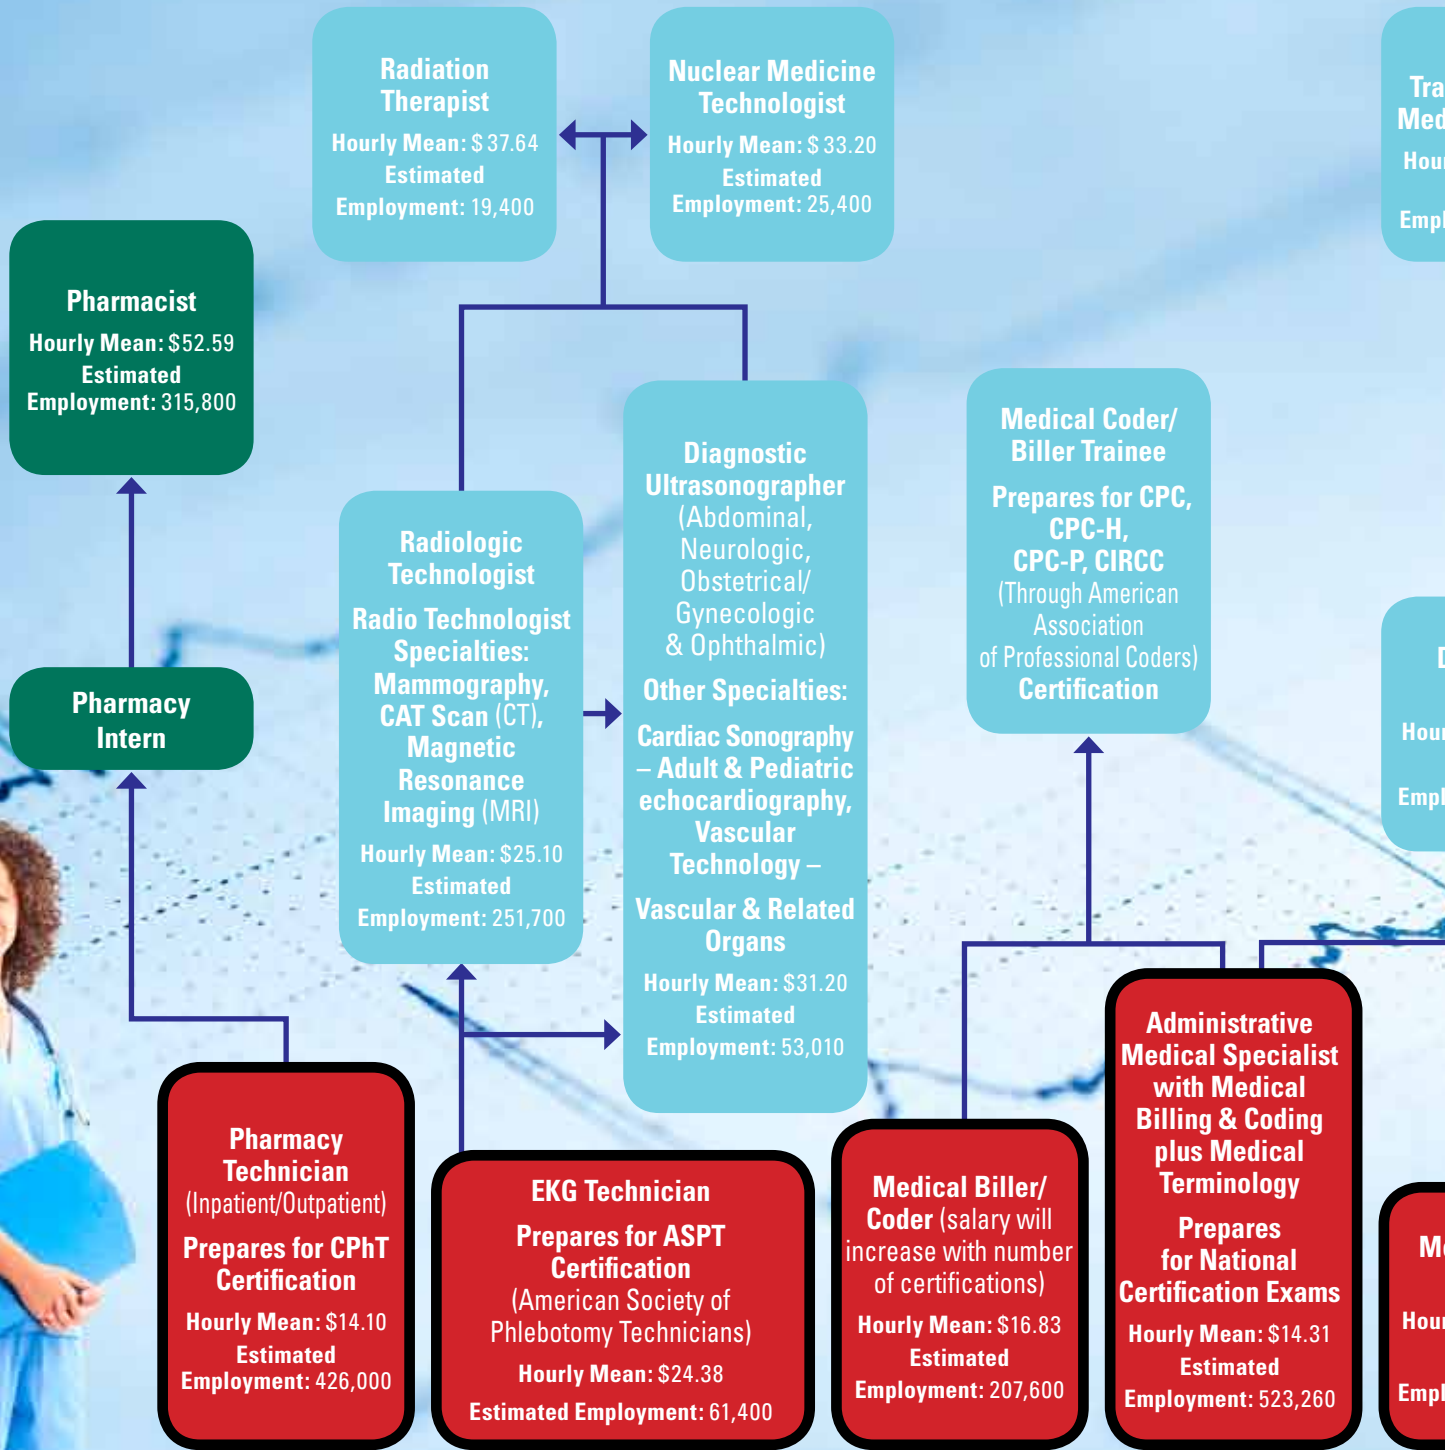 Radiation
Therapist
Hourly Mean: $ 37.64
Estimated
Employment: 19,400
Nuclear Medicine
Technologist
Hourly Mean: $ 33.20
Estimated
Employment: 25,400
Pharmacist
Hourly Mean: $52.59
Estimated
Employment: 315,800
Pharmacy
Intern
Radiologic
Technologist
Radio Technologist
Specialties:
Mammography,
CAT Scan (CT),
Magnetic
Resonance
Imaging (MRI)
Hourly Mean: $25.10
Estimated
Employment: 251,700
Diagnostic
Ultrasonographer
(Abdominal,
Neurologic,
Obstetrical/
Gynecologic
& Ophthalmic)
Other Specialties:
Cardiac Sonography
– Adult & Pediatric
echocardiography,
Vascular
Technology –
Vascular & Related
Organs
Hourly Mean: $31.20
Estimated
Employment: 53,010
Medical Coder/
Biller Trainee
Prepares for CPC,
CPC-H,
CPC-P, CIRCC
(Through American
Association
of Professional Coders)
Certification
Pharmacy
Technician
(Inpatient/Outpatient)
Prepares for CPhT
Certification
Hourly Mean: $14.10
Estimated
Employment: 426,000
EKG Technician
Prepares for ASPT
Certification
(American Society of
Phlebotomy Technicians)
Hourly Mean: $24.38
Estimated Employment: 61,400
Medical Biller/
Coder (salary will
increase with number
of certifications)
Hourly Mean: $16.83
Estimated
Employment: 207,600
Administrative
Medical Specialist
with Medical
Billing & Coding
plus Medical
Terminology
Prepares
for National
Certification Exams
Hourly Mean: $14.31
Estimated
Employment: 523,260